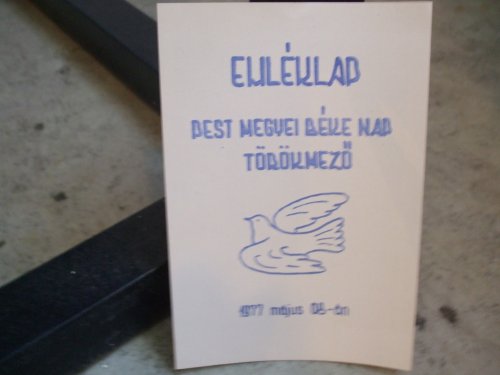 EMLÉKLAP
PEST MEGYEI BÉKE NAP
TÖRÖKMEZŐ
1977 május 08-án